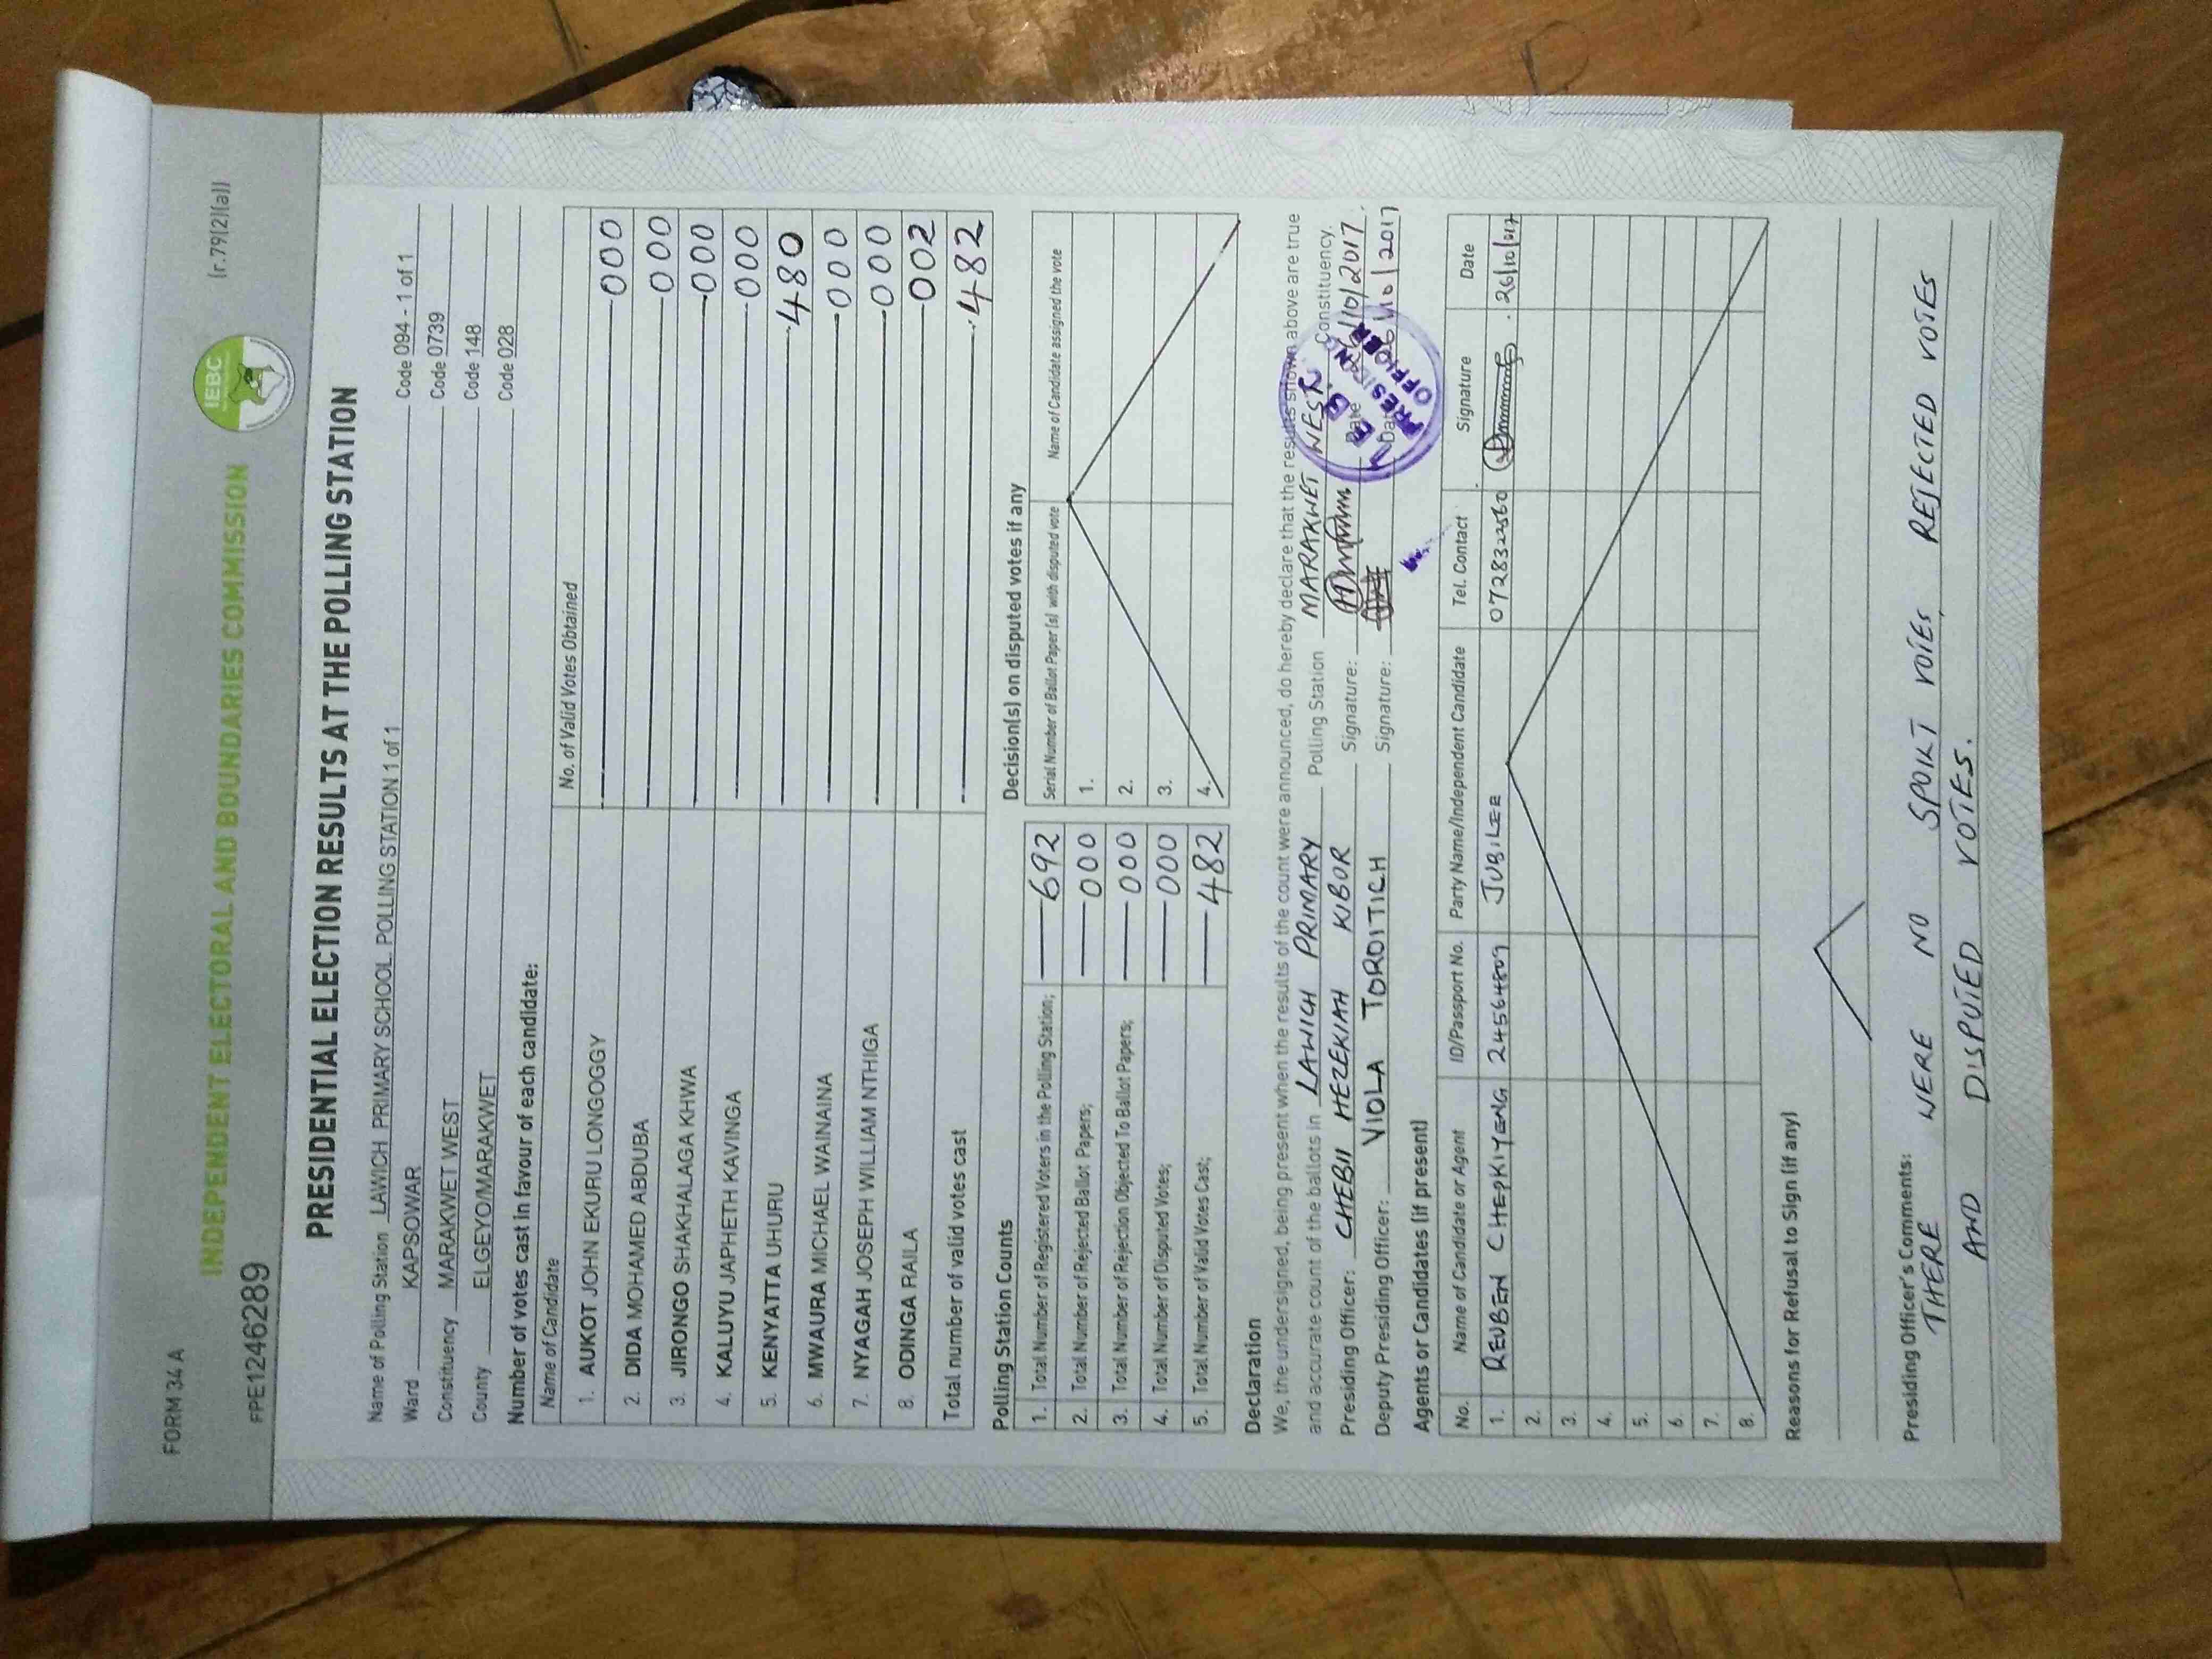 FORM 34 A
(r.79(2)(a))
IEBC
INDEPENDENT ELECTORAL AND BOUNDARIES COMMISSION
FPE1246289
PRESIDENTIAL ELECTION RESULTS AT THE POLLING STATION
Name of Polling Station LAWICH PRIMARY SCHOOL. POLLING STATION 1 of 1 Code 094 - 1 of 1
Ward KAPSOWAR Code 0739
Constituency MARAKWET WEST Code 148
County ELGEYO/MARAKWET Code 028
Number of votes cast in favour of each candidate:
Name of Candidate No. of Valid Votes Obtained
1. AUKOT JOHN EKURU LONGOGGY 000
2. DIDA MOHAMED ABDUBA 000
3. JIRONGO SHAKHALAGA KHWA 000
4. KALUYU JAPHETH KAVINGA 000
5. KENYATTA UHURU 480
6. MWAURA MICHAEL WAINAINA 000
7. NYAGAH JOSEPH WILLIAM NTHIGA 000
8. ODINGA RAILA 002
Total number of valid votes cast 482
Polling Station Counts
1. Total Number of Registered Voters in the Polling Station; 692
2. Total Number of Rejected Ballot Papers; 000
3. Total Number of Rejection Objected To Ballot Papers; 000
4. Total Number of Disputed Votes; 000
5. Total Number of Valid Votes Cast; 482
Decision(s) on disputed votes if any
Serial Number of Ballot Paper (s) with disputed vote Name of Candidate assigned the vote
1.
2.
3.
4.
Declaration
We, the undersigned, being present when the results of the count were announced, do hereby declare that the results shown above are true
and accurate count of the ballots in LAWICH PRIMARY Polling Station MARAKWET WEST Constituency.
Presiding Officer: CHEBII HEZEKIAH KIBOR Signature: Date 26/10/2017
Deputy Presiding Officer: VIOLA TOROITICH Signature: Date 26/10/2017
PRESIDING OFFICER
Agents or Candidates (if present)
No. Name of Candidate or Agent ID/Passport No. Party Name/Independent Candidate Tel. Contact Signature Date
1. REUBEN CHEPKIYENG 24564809 JUBILEE 0728322560 26/10/017
2.
3.
4.
5.
6.
7.
8.
Reasons for Refusal to Sign (if any)
Presiding Officer's Comments:
THERE WERE NO SPOILT VOTES, REJECTED VOTES
AND DISPUTED VOTES.